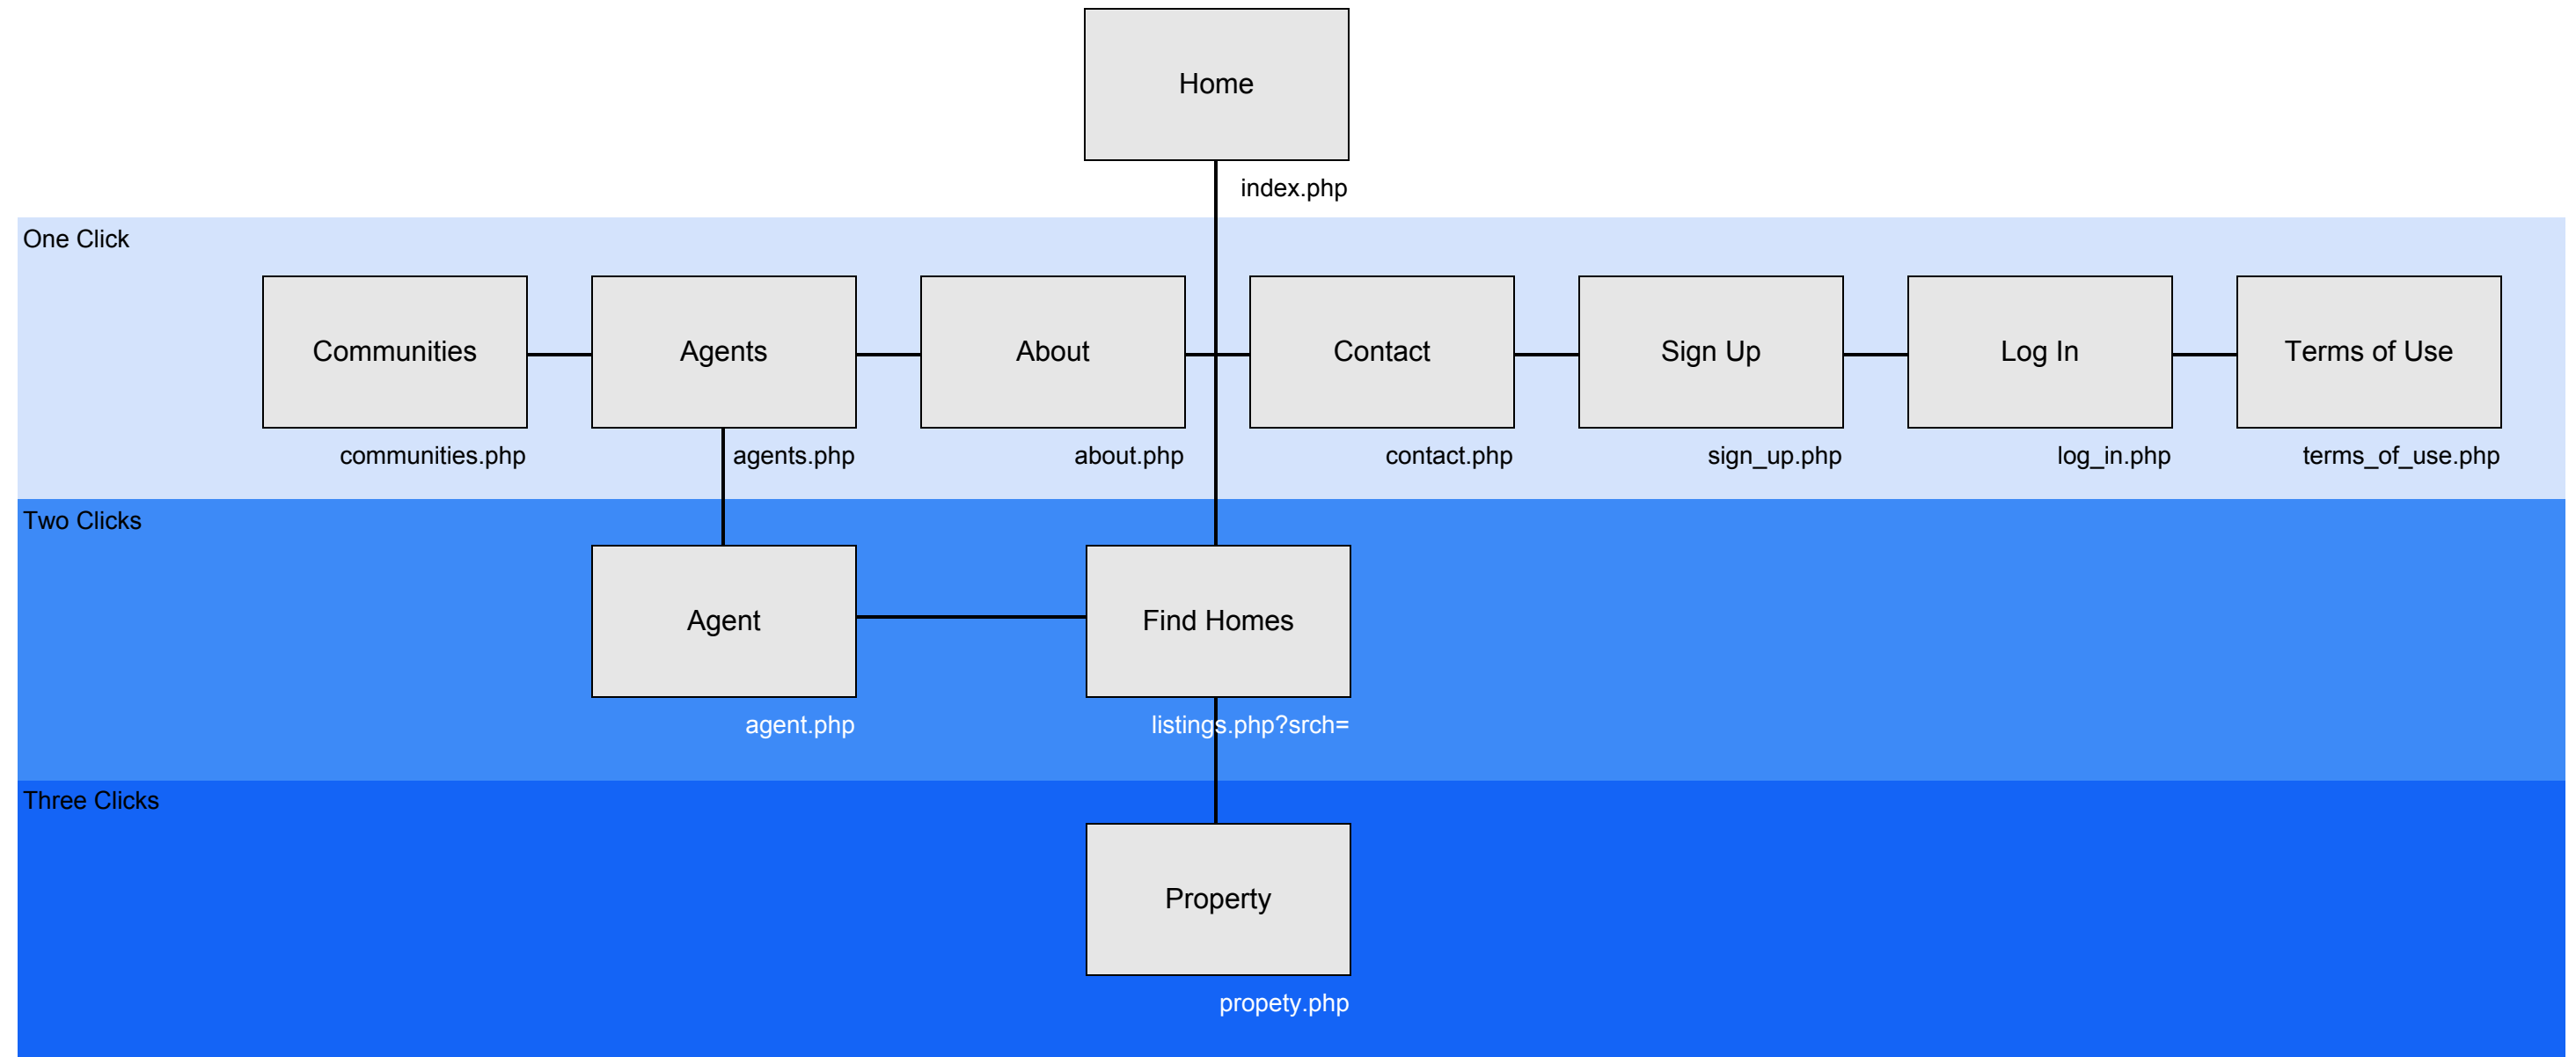 Home
index.php
One Click
Communities
Agents
About
Contact
Sign Up
Log In
Terms of Use
communities.php
agents.php
about.php
contact.php
sign_up.php
log_in.php
terms_of_use.php
Two Clicks
Agent
Find Homes
agent.php
listings.php?srch=
Three Clicks
Property
propety.php